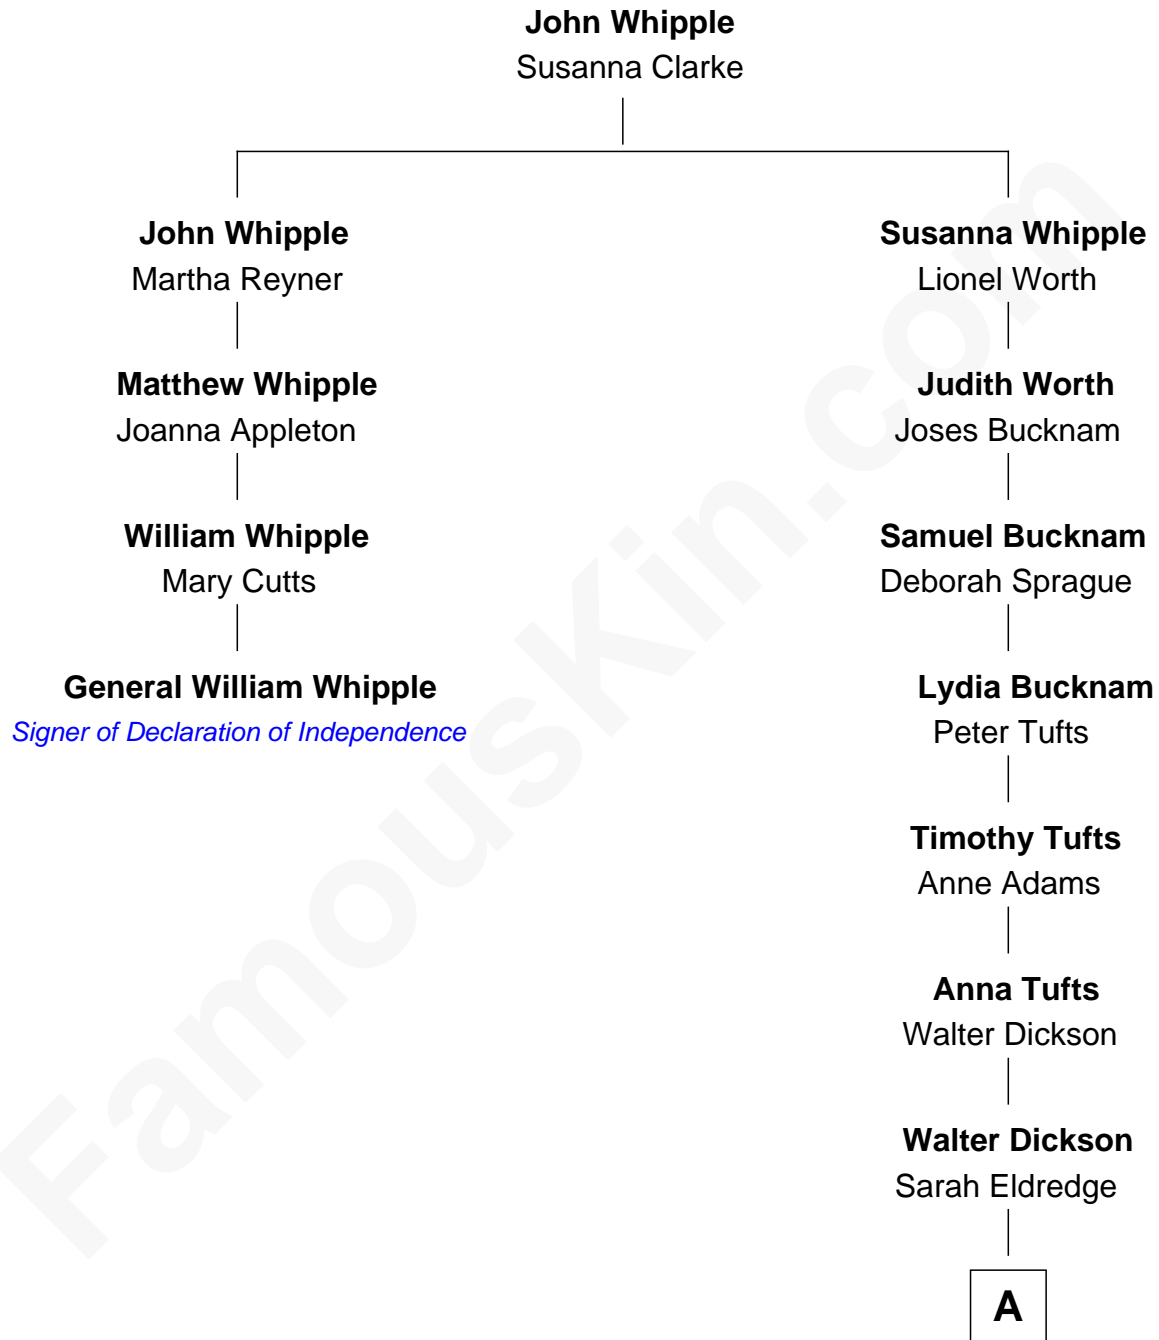 John Whipple
Susanna Clarke
John Whipple
Martha Reyner
Susanna Whipple
Lionel Worth
Matthew Whipple
Joanna Appleton
Judith Worth
Joses Bucknam
William Whipple
Mary Cutts
Samuel Bucknam
Deborah Sprague
General William Whipple
Signer of Declaration of Independence
Lydia Bucknam
Peter Tufts
Timothy Tufts
Anne Adams
Anna Tufts
Walter Dickson
Walter Dickson
Sarah Eldredge
A
FamousKin.com